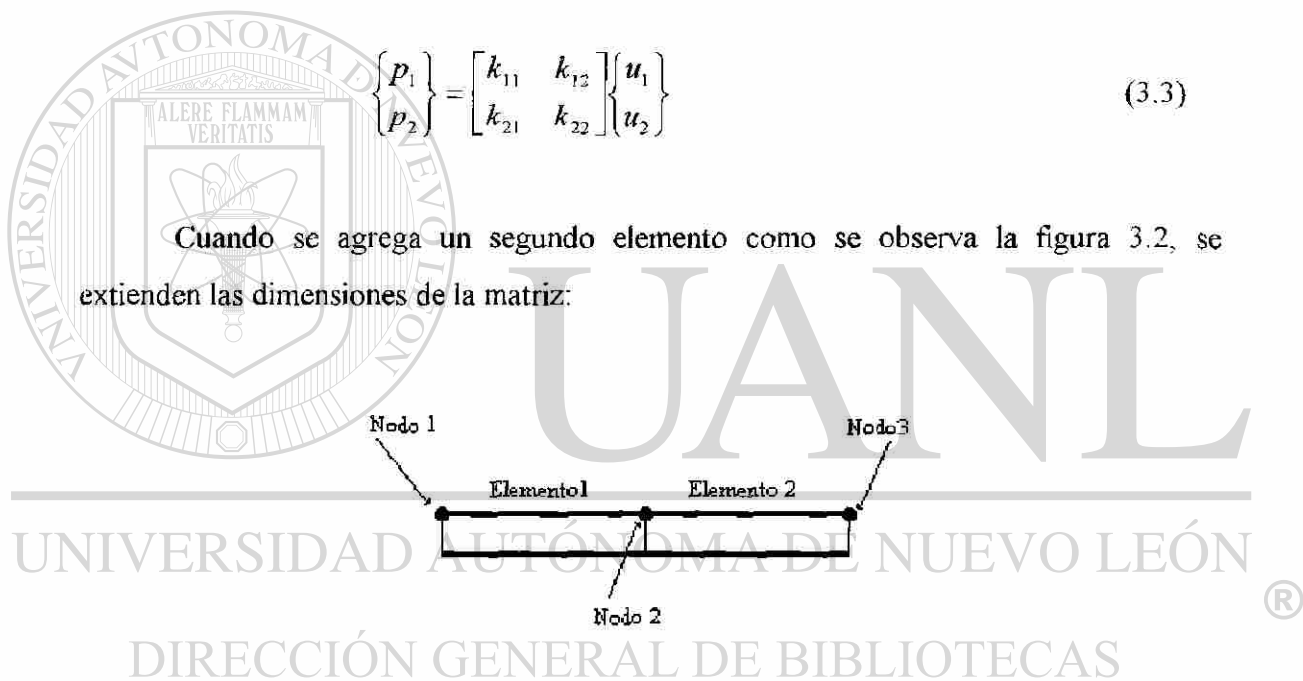 {p₁ p₂} = [k₁₁ k₁₂ k₂₁ k₂₂] {u₁ u₂} (3.3)
ALERE FLAMMAM
VERITATIS
Cuando se agrega un segundo elemento como se observa la figura 3.2, se
extienden las dimensiones de la matriz:
UANL
Nodo 1
Nodo3
Elemento1 Elemento 2
UNIVERSIDAD AUTÓNOMA DE NUEVO LEÓN
®
Nodo 2
DIRECCIÓN GENERAL DE BIBLIOTECAS